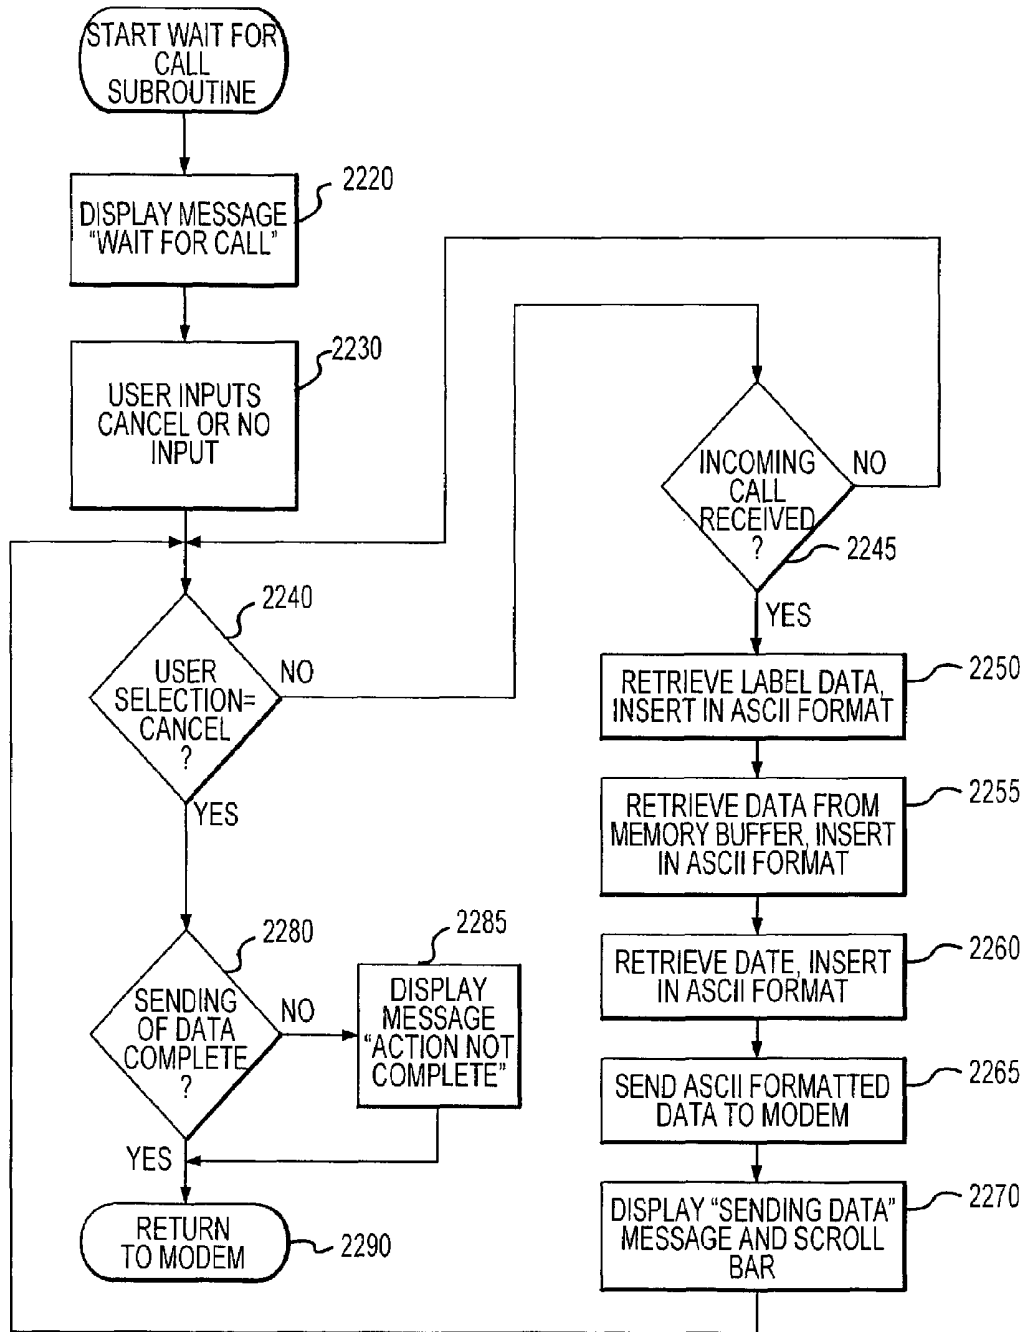 START WAIT FOR
CALL
SUBROUTINE
2220
DISPLAY MESSAGE
“WAIT FOR CALL”
2230
USER INPUTS
CANCEL OR NO
INPUT
2240
USER
SELECTION=
CANCEL
?
NO
YES
2280
SENDING
OF DATA
COMPLETE
?
NO
YES
2285
DISPLAY
MESSAGE
“ACTION NOT
COMPLETE”
RETURN
TO MODEM
2290
INCOMING
CALL
RECEIVED
?
NO
2245
YES
2250
RETRIEVE LABEL DATA,
INSERT IN ASCII FORMAT
2255
RETRIEVE DATA FROM
MEMORY BUFFER, INSERT
IN ASCII FORMAT
2260
RETRIEVE DATE, INSERT
IN ASCII FORMAT
2265
SEND ASCII FORMATTED
DATA TO MODEM
2270
DISPLAY “SENDING DATA”
MESSAGE AND SCROLL
BAR